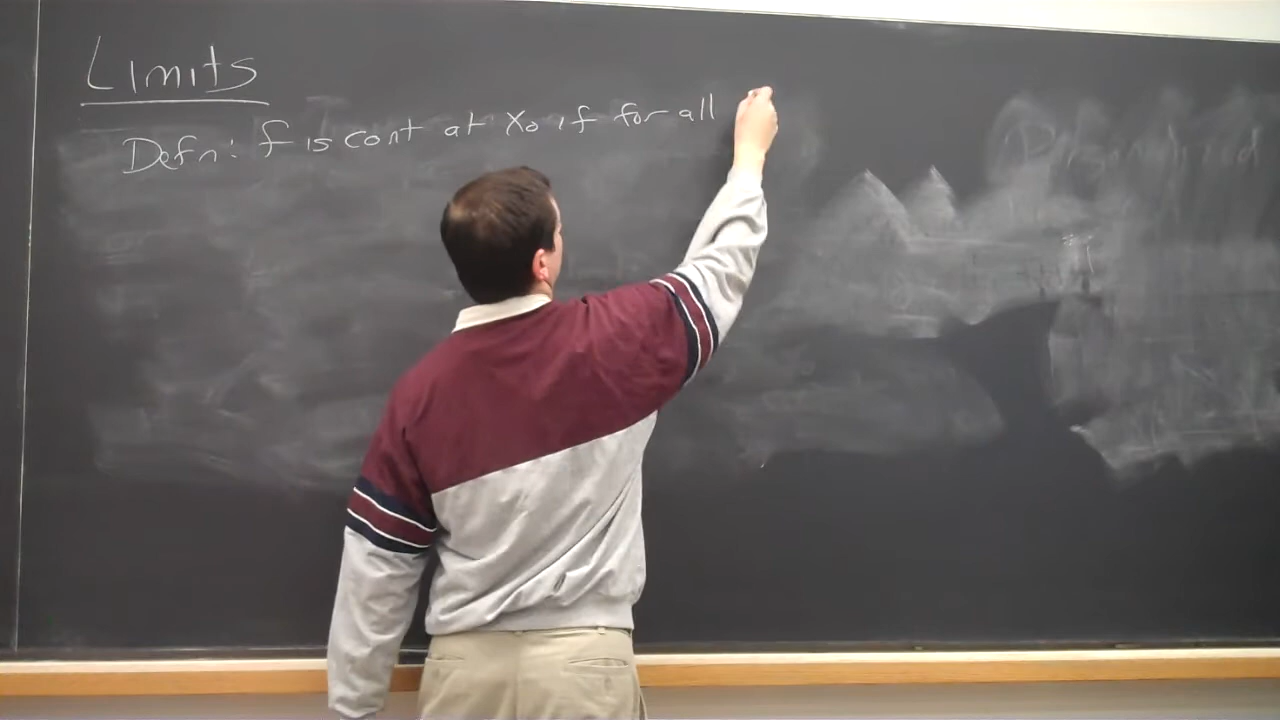 Limits
Defn: f is cont at x₀ if for all